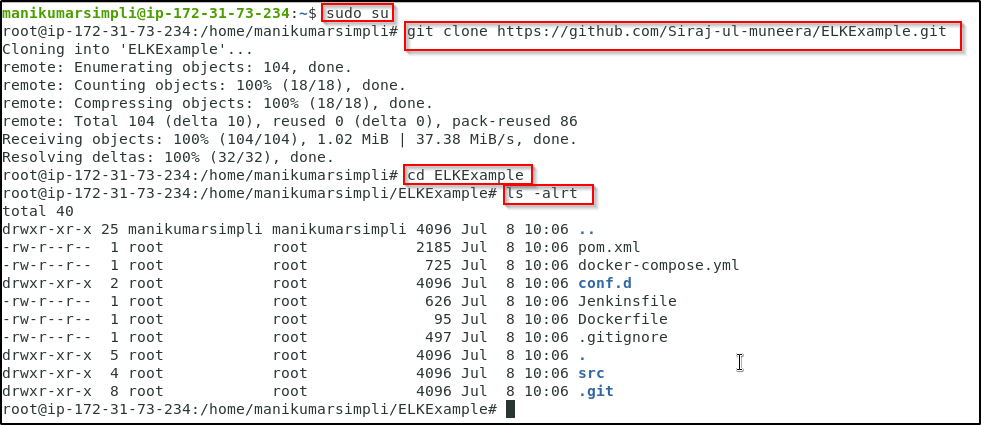 manikumarsimpli@ip-172-31-73-234:~$ sudo su
root@ip-172-31-73-234:/home/manikumarsimpli# git clone https://github.com/Siraj-ul-muneera/ELKExample.git
Cloning into 'ELKExample'...
remote: Enumerating objects: 104, done.
remote: Counting objects: 100% (18/18), done.
remote: Compressing objects: 100% (18/18), done.
remote: Total 104 (delta 10), reused 0 (delta 0), pack-reused 86
Receiving objects: 100% (104/104), 1.02 MiB | 37.38 MiB/s, done.
Resolving deltas: 100% (32/32), done.
root@ip-172-31-73-234:/home/manikumarsimpli# cd ELKExample
root@ip-172-31-73-234:/home/manikumarsimpli/ELKExample# ls -alrt
total 40
drwxr-xr-x 25 manikumarsimpli manikumarsimpli 4096 Jul  8 10:06 ..
-rw-r--r--  1 root            root            2185 Jul  8 10:06 pom.xml
-rw-r--r--  1 root            root             725 Jul  8 10:06 docker-compose.yml
drwxr-xr-x  2 root            root            4096 Jul  8 10:06 conf.d
-rw-r--r--  1 root            root             626 Jul  8 10:06 Jenkinsfile
-rw-r--r--  1 root            root              95 Jul  8 10:06 Dockerfile
-rw-r--r--  1 root            root             497 Jul  8 10:06 .gitignore
drwxr-xr-x  5 root            root            4096 Jul  8 10:06 .
drwxr-xr-x  4 root            root            4096 Jul  8 10:06 src
drwxr-xr-x  8 root            root            4096 Jul  8 10:06 .git
root@ip-172-31-73-234:/home/manikumarsimpli/ELKExample#